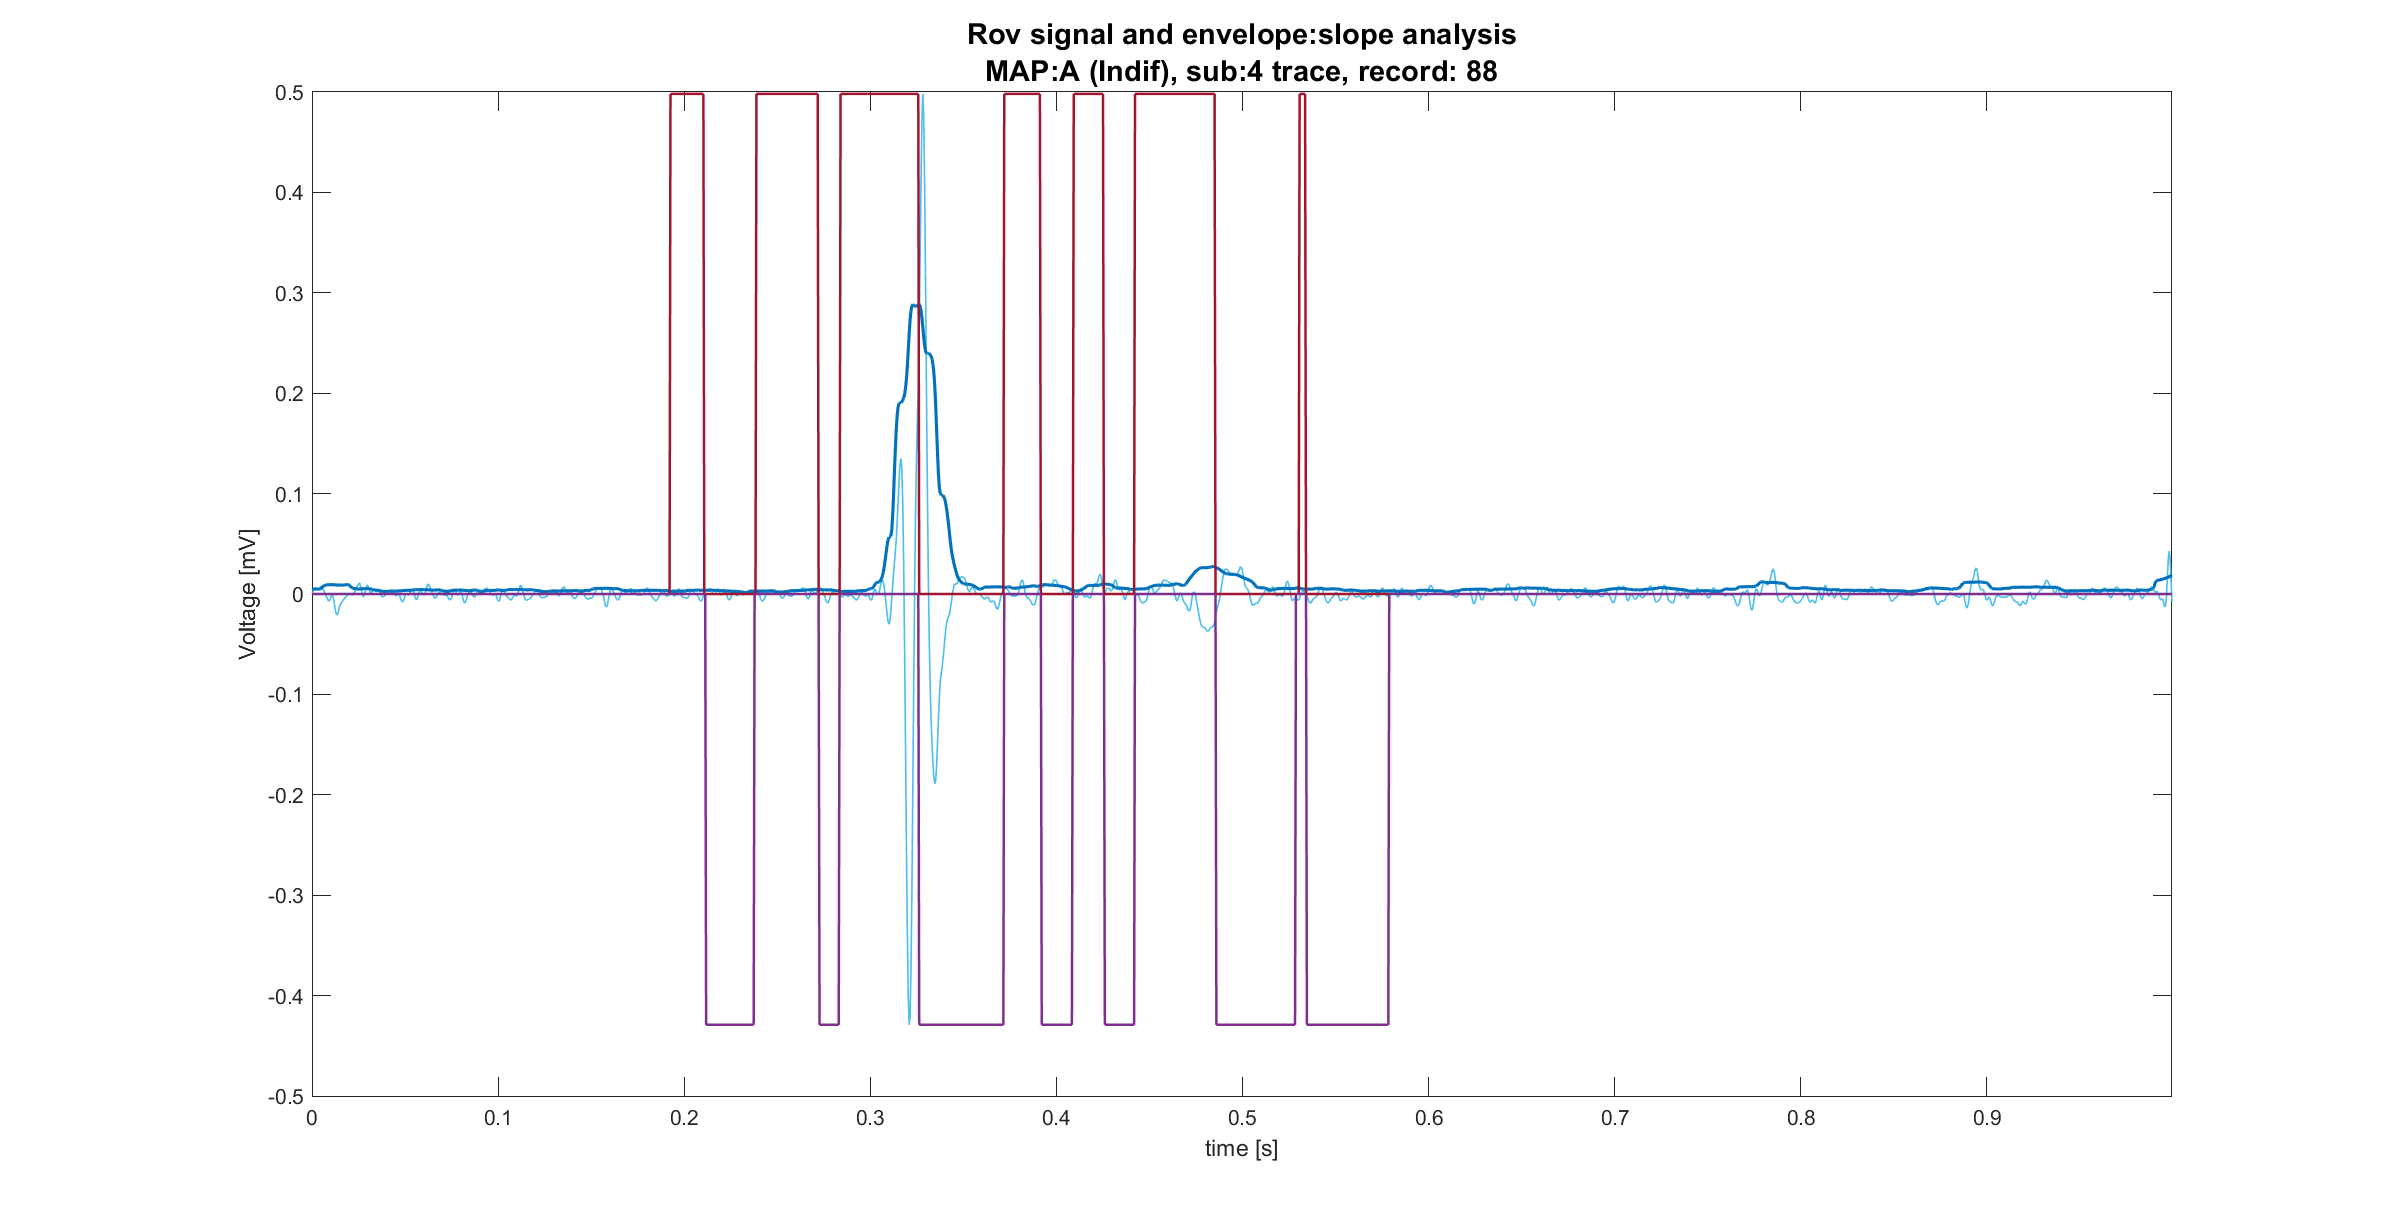 Rov signal and envelope:slope analysis
MAP:A (Indif), sub:4 trace, record: 88
0.5
0.4
0.3
0.2
0.1
0
-0.1
-0.2
-0.3
-0.4
-0.5
Voltage [mV]
0 0.1 0.2 0.3 0.4 0.5 0.6 0.7 0.8 0.9
time [s]